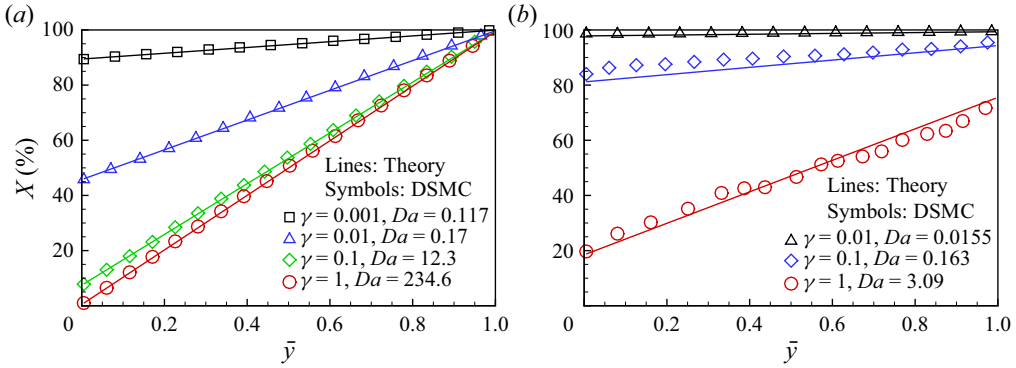 (a)
100
80
60
40
20
X (%)
0
0.2
0.4
0.6
0.8
1.0
ȳ
Lines: Theory
Symbols: DSMC
γ = 0.001, Da = 0.117
γ = 0.01, Da = 0.17
γ = 0.1, Da = 12.3
γ = 1, Da = 234.6
(b)
100
80
60
40
20
0
0.2
0.4
0.6
0.8
1.0
ȳ
Lines: Theory
Symbols: DSMC
γ = 0.01, Da = 0.0155
γ = 0.1, Da = 0.163
γ = 1, Da = 3.09